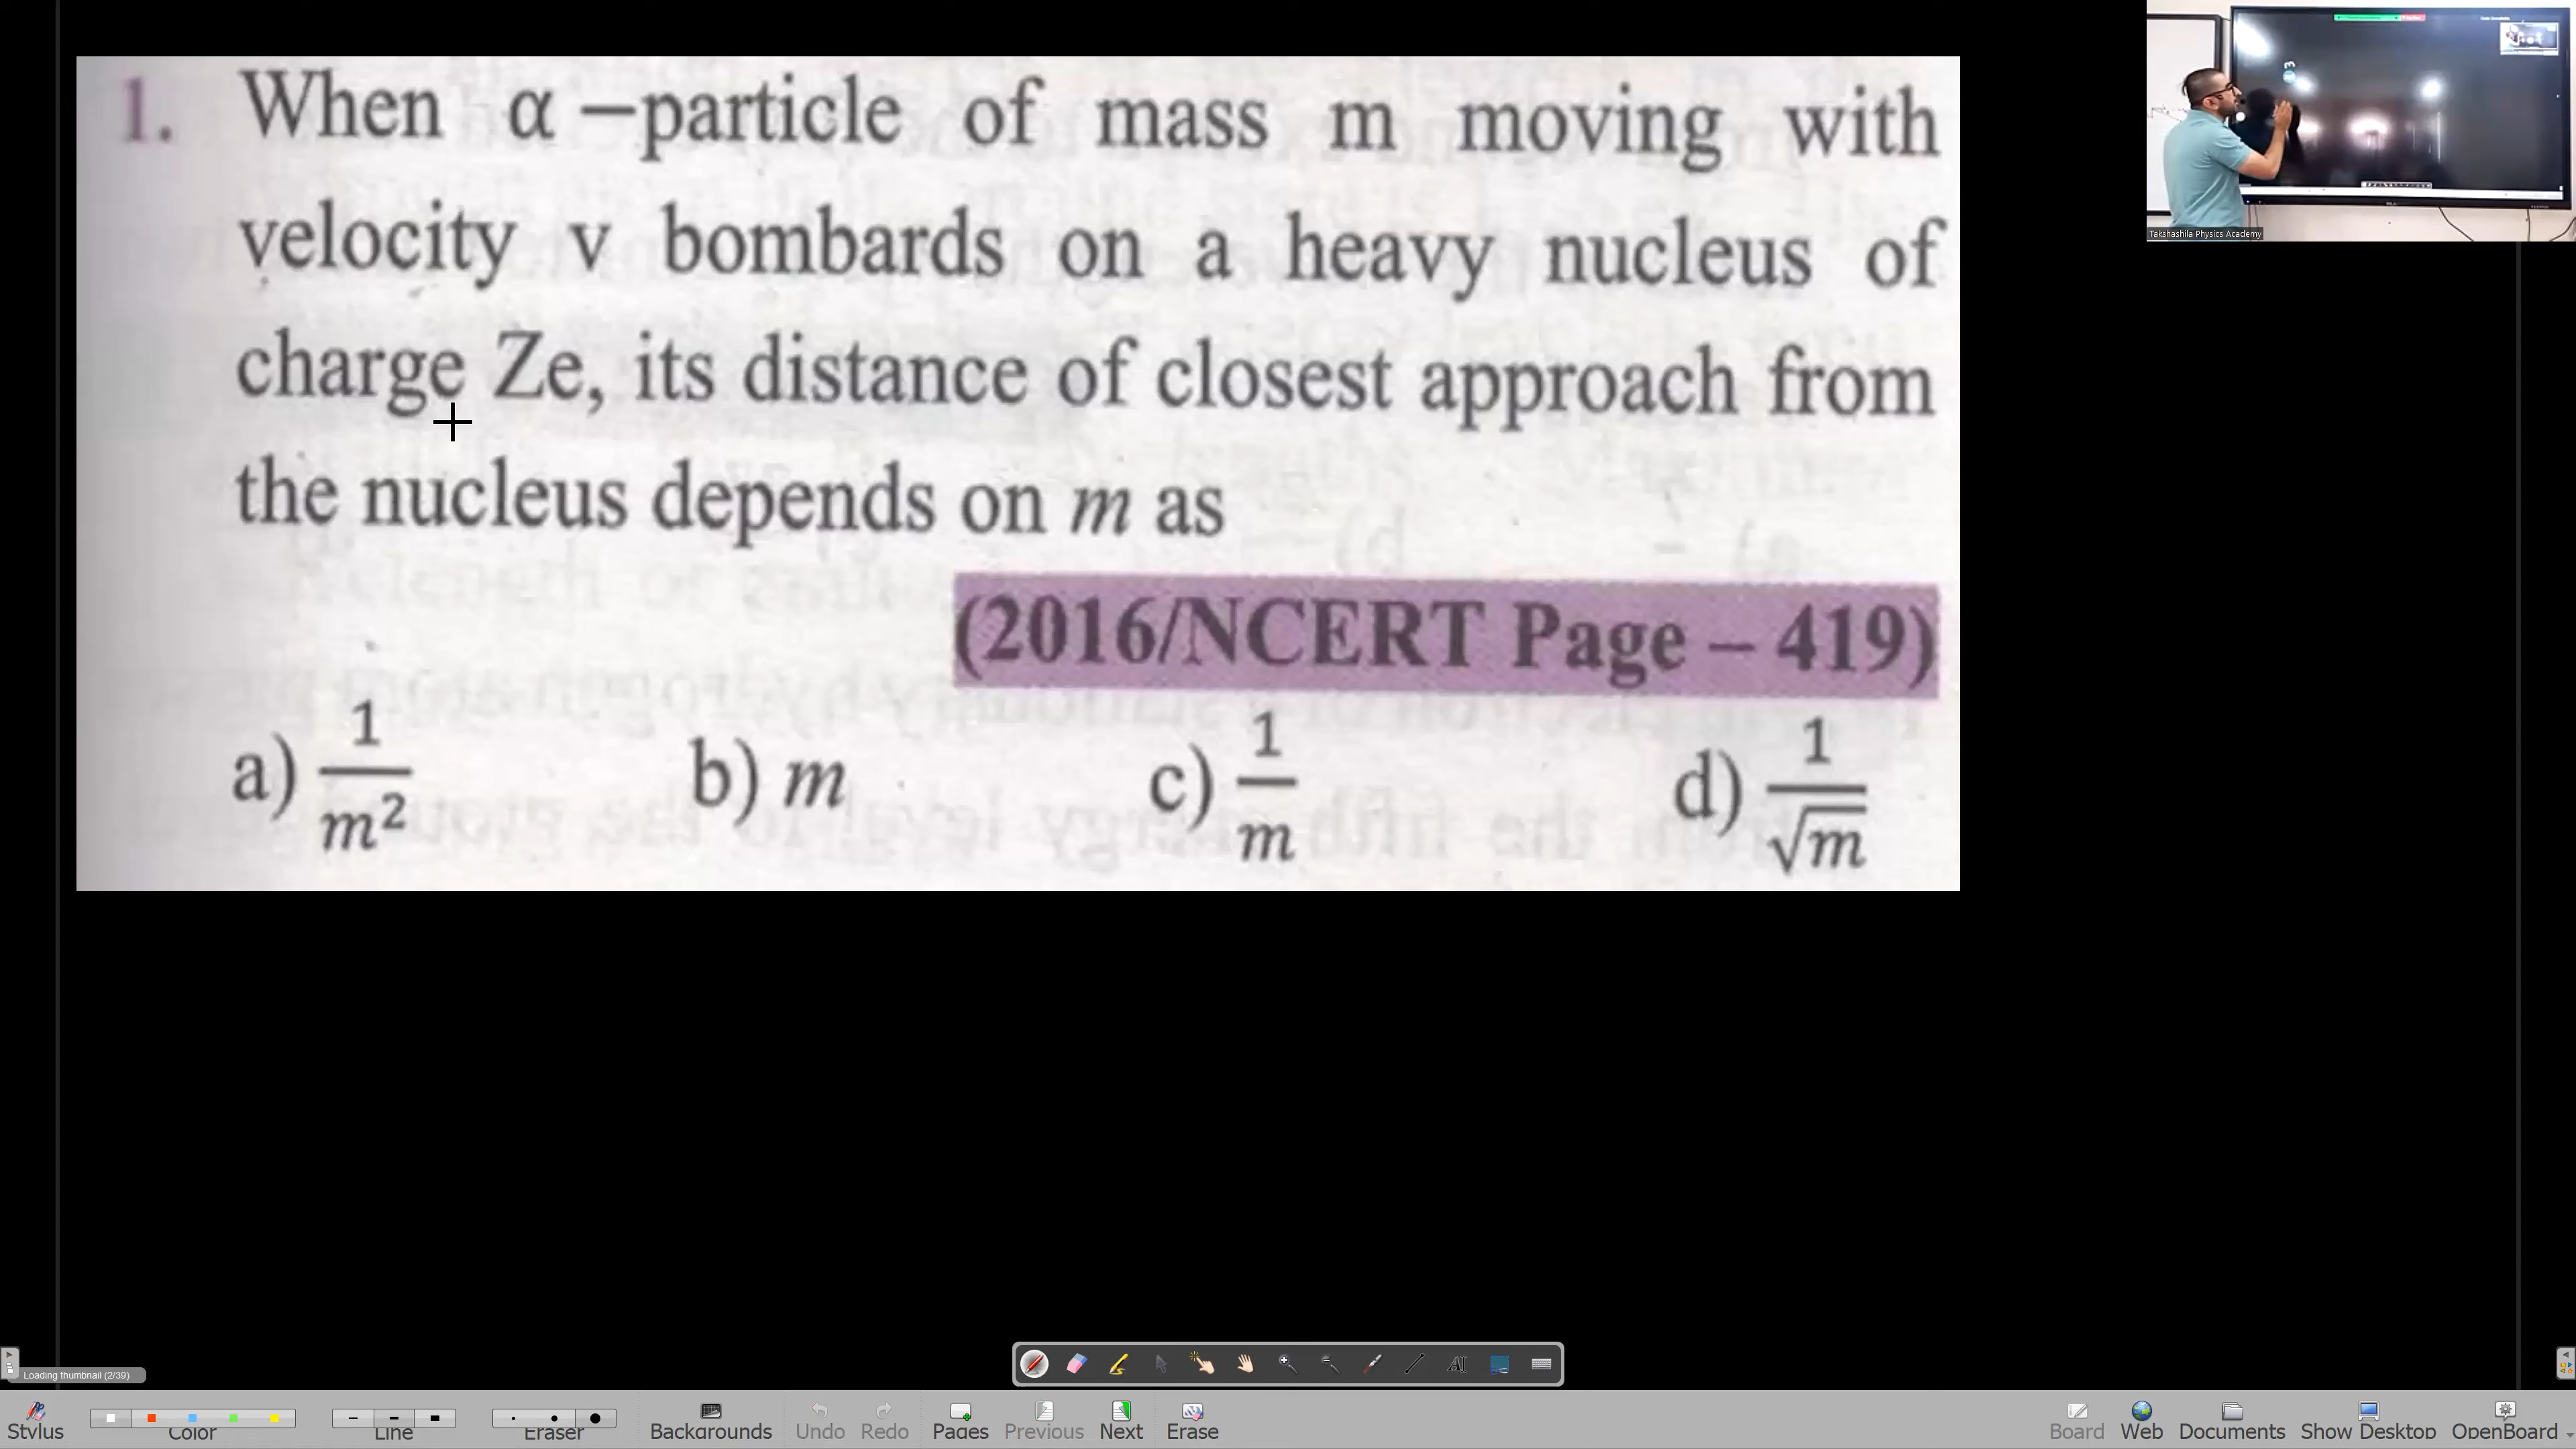 Takshashila Physics Academy
1. When α – particle of mass m moving with
velocity v bombards on a heavy nucleus of
charge Ze, its distance of closest approach from
the nucleus depends on m as
(2016/NCERT Page – 419)
a) 1/m² b) m c) 1/m d) 1/√m
Loading thumbnail (2/39)
Stylus Color Line Eraser Backgrounds Undo Redo Pages Previous Next Erase Board Web Documents Show Desktop OpenBoard